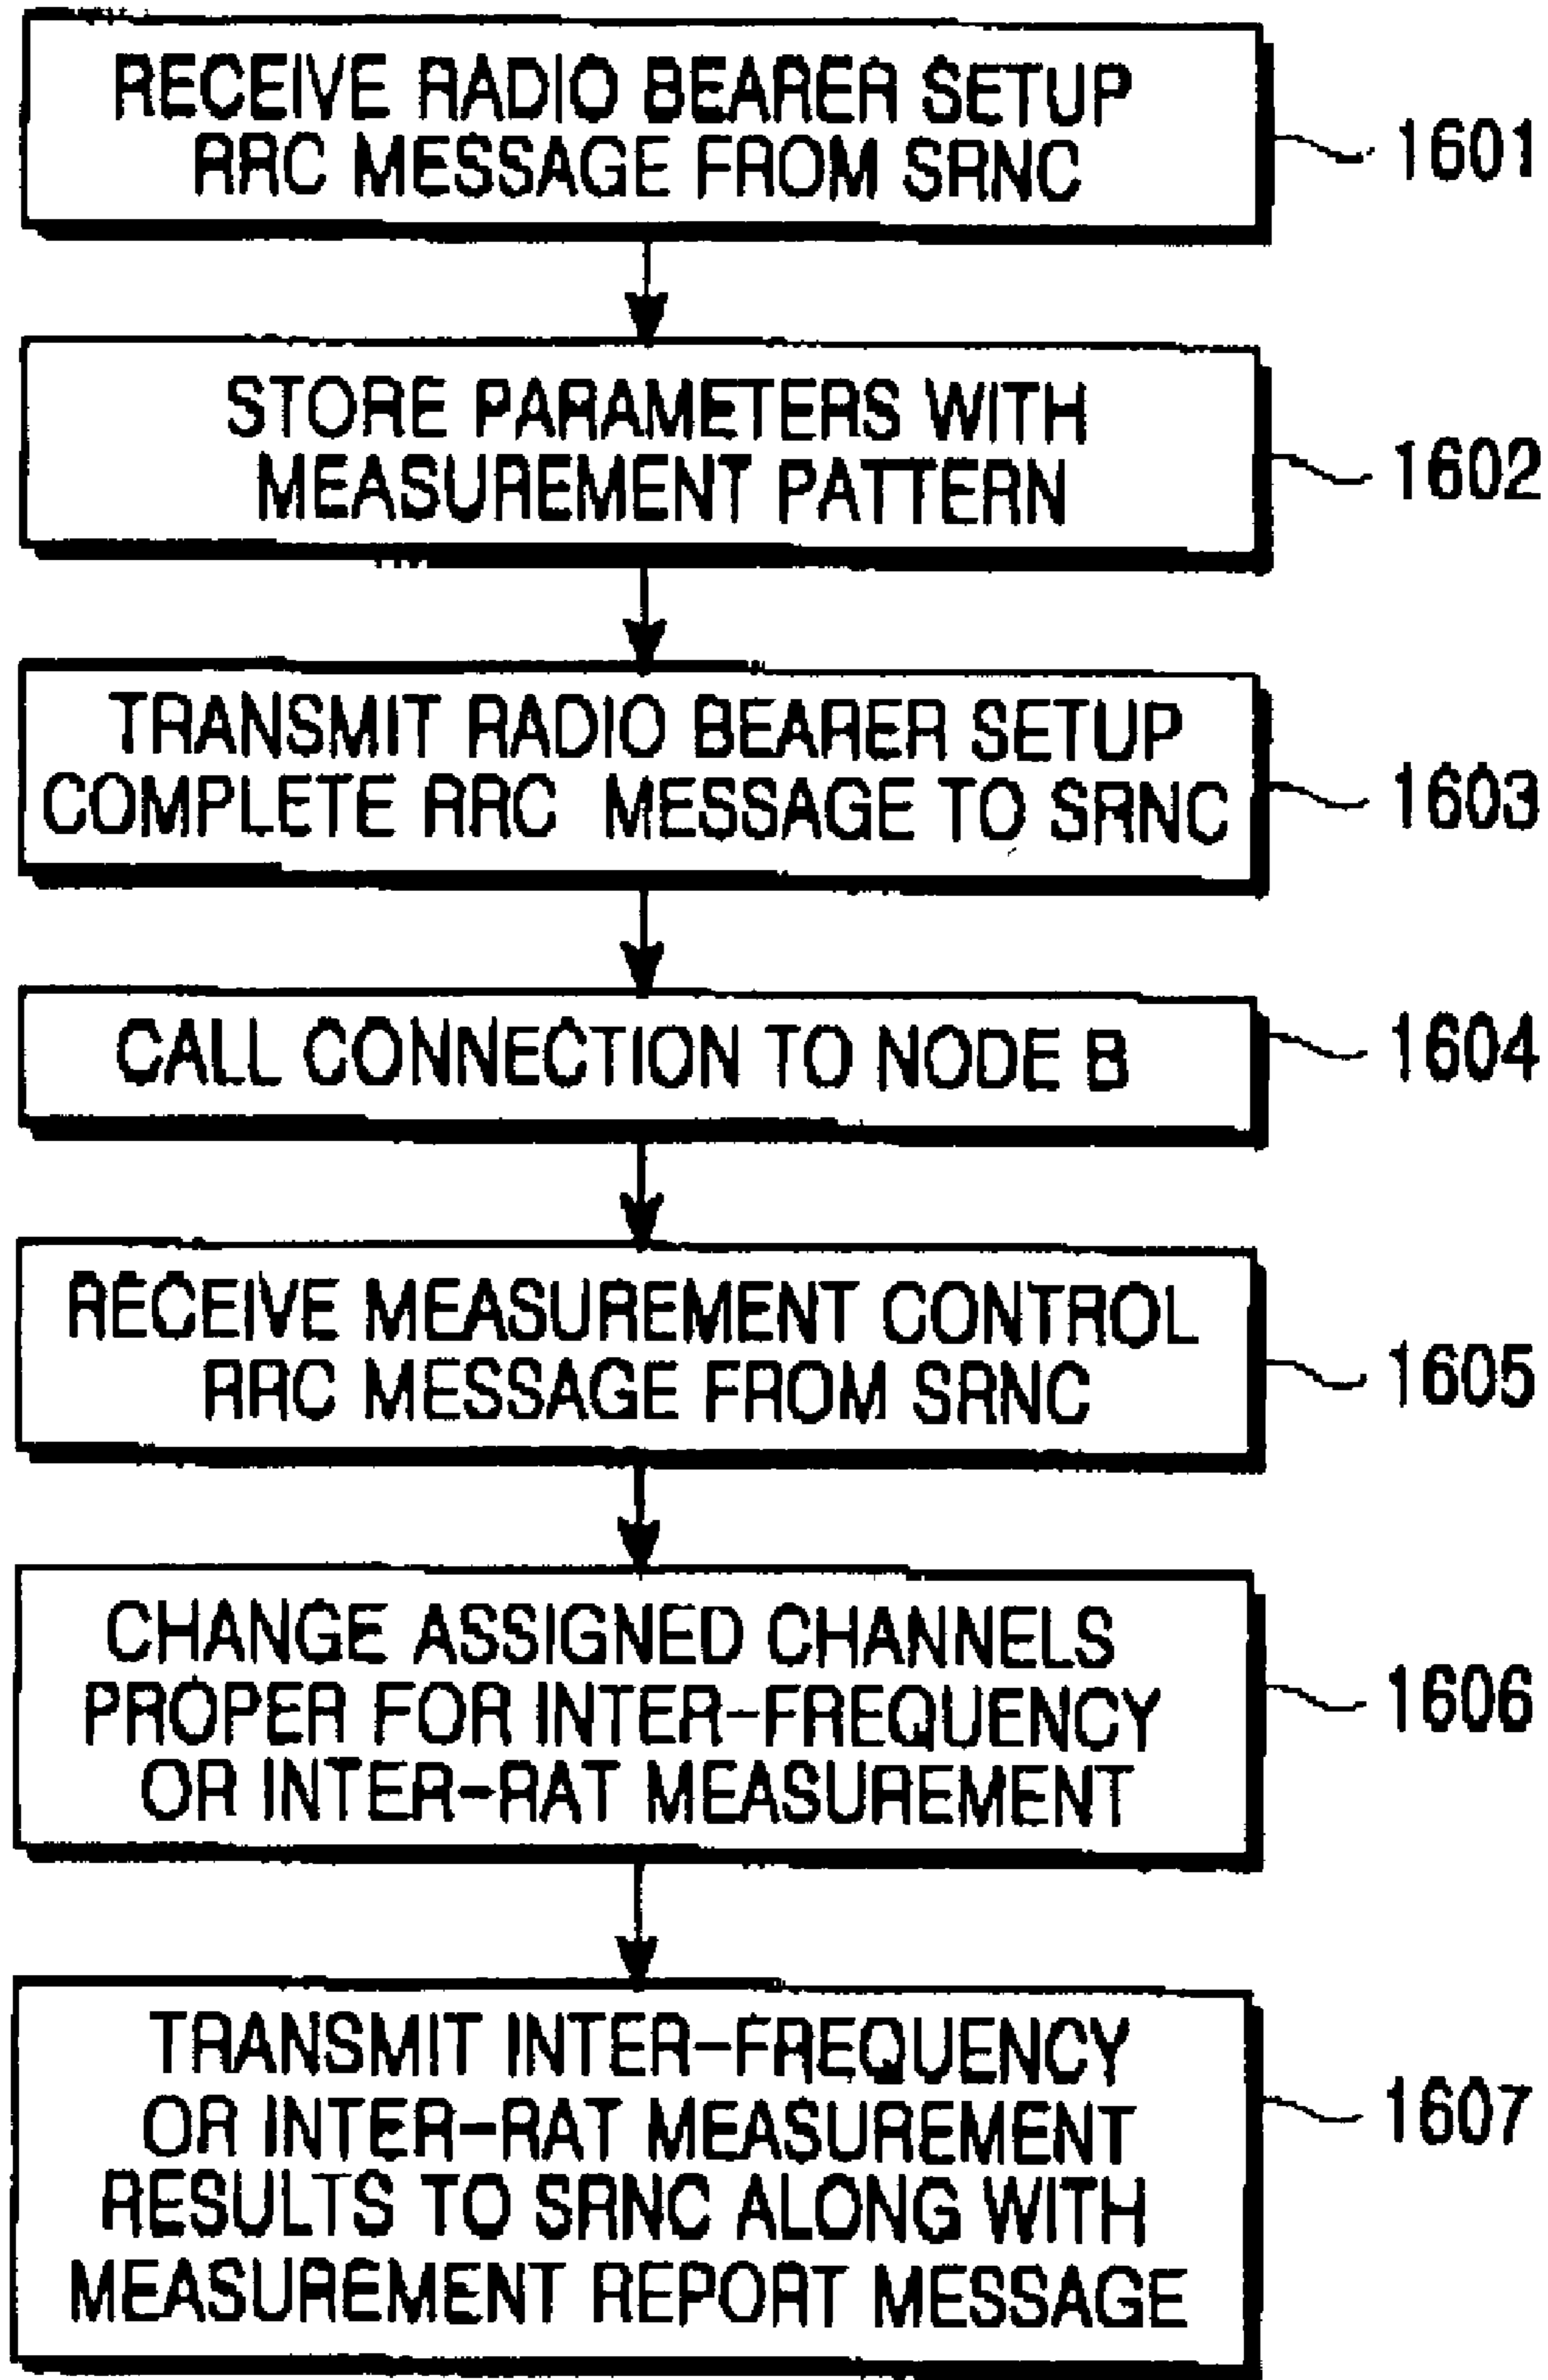 RECEIVE RADIO BEARER SETUP
RRC MESSAGE FROM SRNC
1601
STORE PARAMETERS WITH
MEASUREMENT PATTERN
1602
TRANSMIT RADIO BEARER SETUP
COMPLETE RRC MESSAGE TO SRNC
1603
CALL CONNECTION TO NODE B
1604
RECEIVE MEASUREMENT CONTROL
RRC MESSAGE FROM SRNC
1605
CHANGE ASSIGNED CHANNELS
PROPER FOR INTER-FREQUENCY
OR INTER-RAT MEASUREMENT
1606
TRANSMIT INTER-FREQUENCY
OR INTER-RAT MEASUREMENT
RESULTS TO SRNC ALONG WITH
MEASUREMENT REPORT MESSAGE
1607